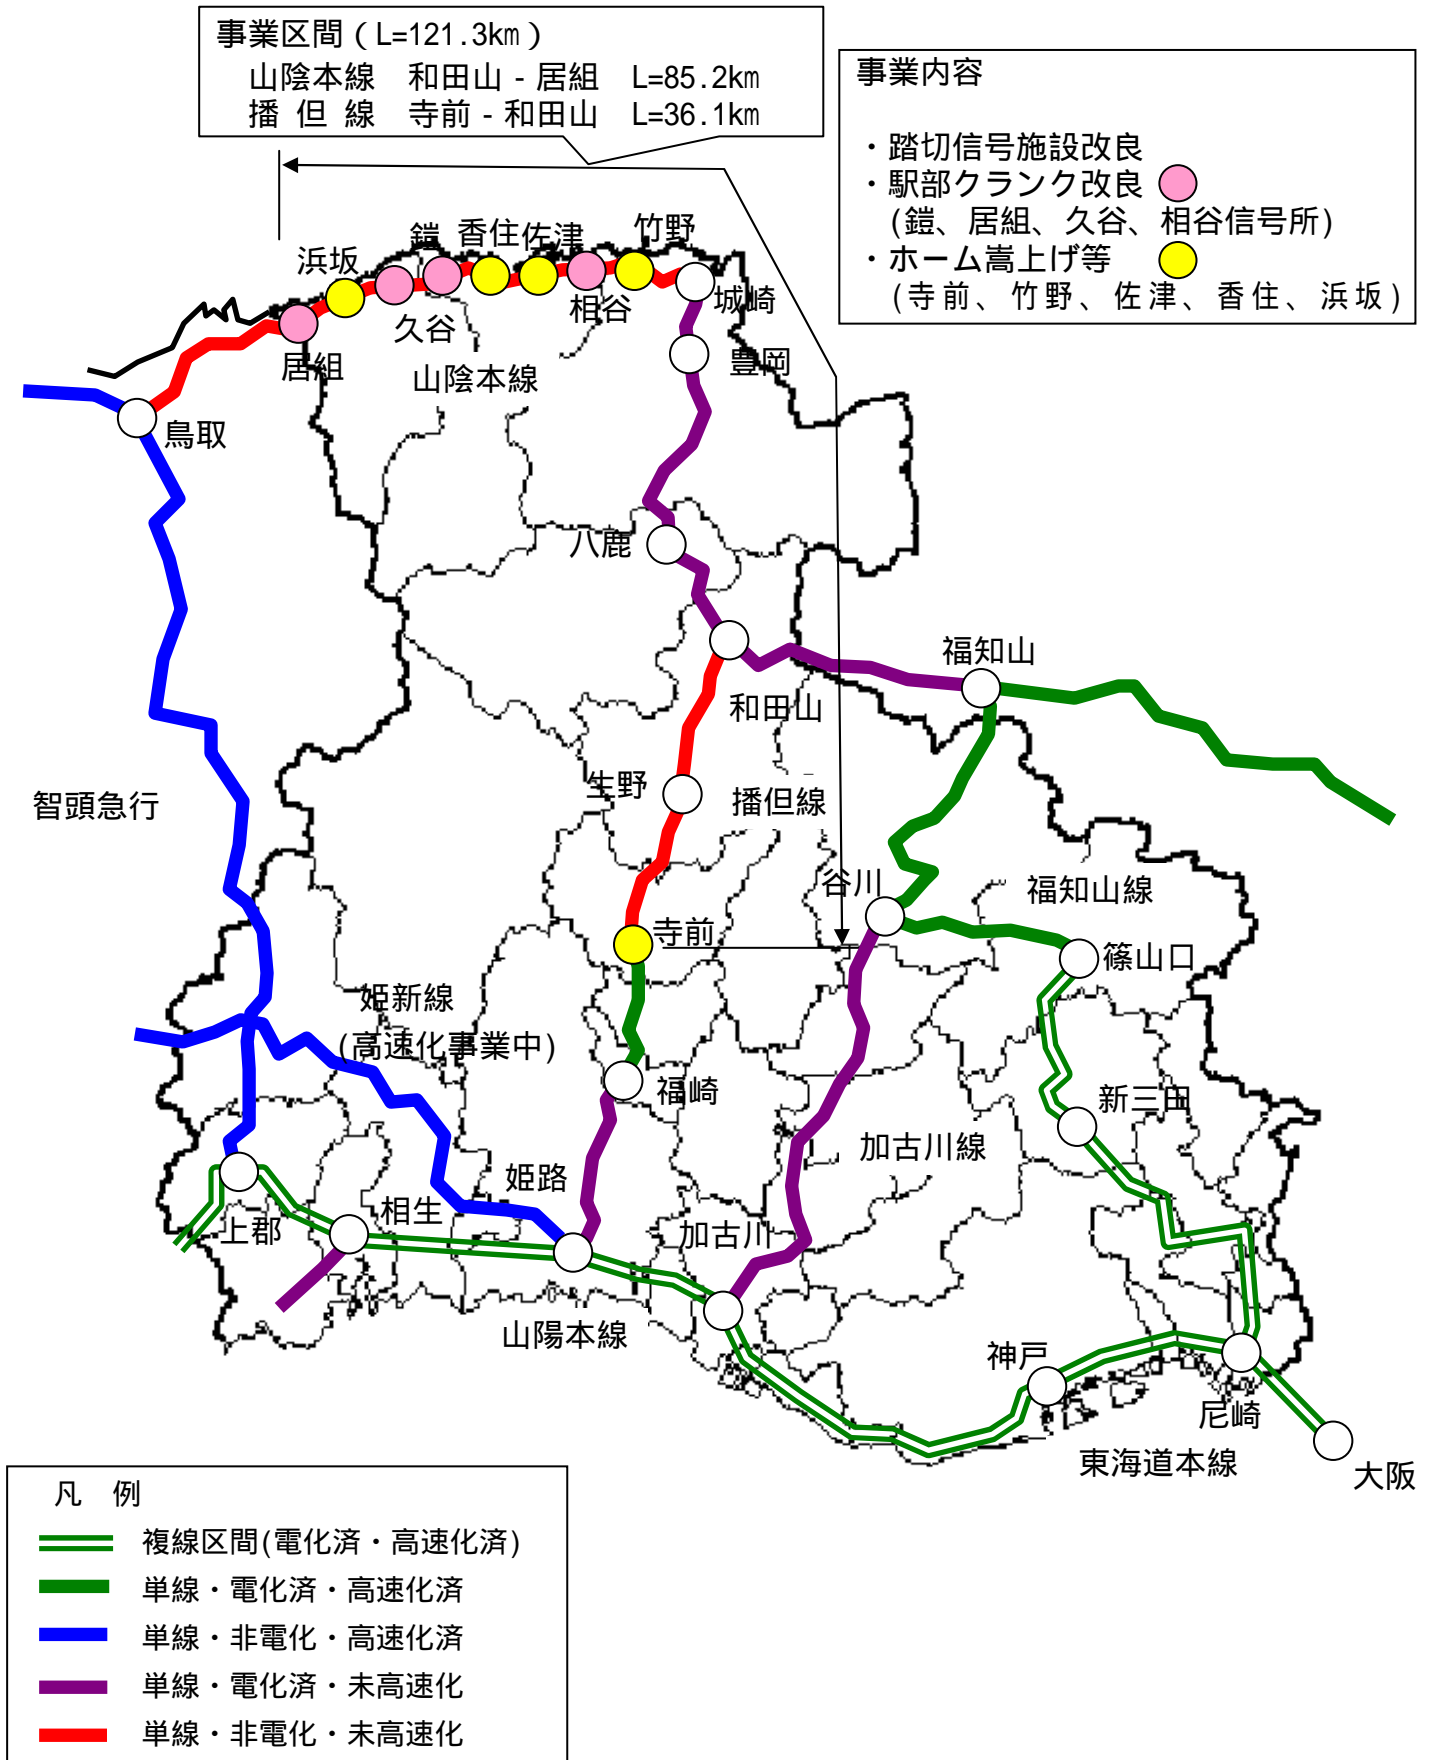 事業区間（L=121.3㎞）
山陰本線　和田山 - 居組　L=85.2㎞
播 但 線　寺前 - 和田山　L=36.1㎞
事業内容
・踏切信号施設改良
・駅部クランク改良
(鎧、居組、久谷、相谷信号所)
・ホーム嵩上げ等
(寺前、竹野、佐津、香住、浜坂)
鎧
香住
佐津
竹野
浜坂
相谷
城崎
久谷
居組
豊岡
山陰本線
鳥取
八鹿
福知山
和田山
生野
播但線
智頭急行
谷川
福知山線
寺前
篠山口
姫新線
(高速化事業中)
福崎
新三田
加古川線
姫路
相生
上郡
加古川
山陽本線
神戸
尼崎
東海道本線
大阪
凡　例
複線区間(電化済・高速化済)
単線・電化済・高速化済
単線・非電化・高速化済
単線・電化済・未高速化
単線・非電化・未高速化